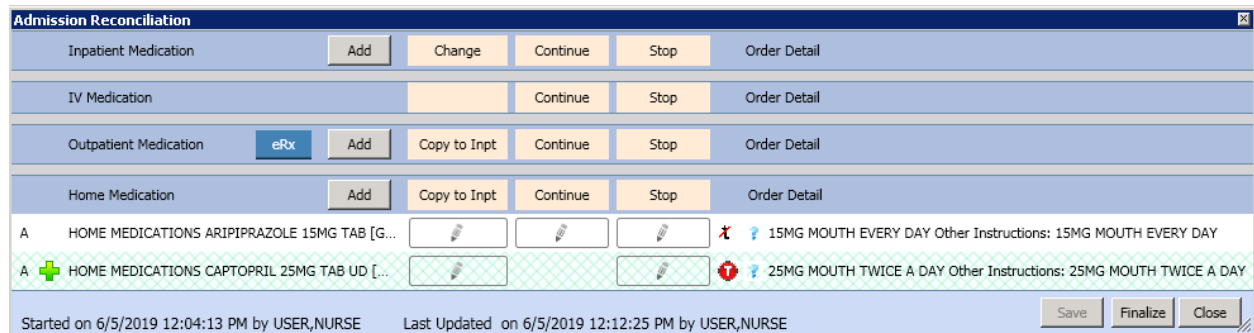 Admission Reconciliation
Inpatient Medication Add Change Continue Stop Order Detail
IV Medication Continue Stop Order Detail
Outpatient Medication eRx Add Copy to Inpt Continue Stop Order Detail
Home Medication Add Copy to Inpt Continue Stop Order Detail
A HOME MEDICATIONS ARIPIPRAZOLE 15MG TAB [G... t ? 15MG MOUTH EVERY DAY Other Instructions: 15MG MOUTH EVERY DAY
A HOME MEDICATIONS CAPTOPRIL 25MG TAB UD [... T ? 25MG MOUTH TWICE A DAY Other Instructions: 25MG MOUTH TWICE A DAY
Save Finalize Close
Started on 6/5/2019 12:04:13 PM by USER,NURSE Last Updated on 6/5/2019 12:12:25 PM by USER,NURSE